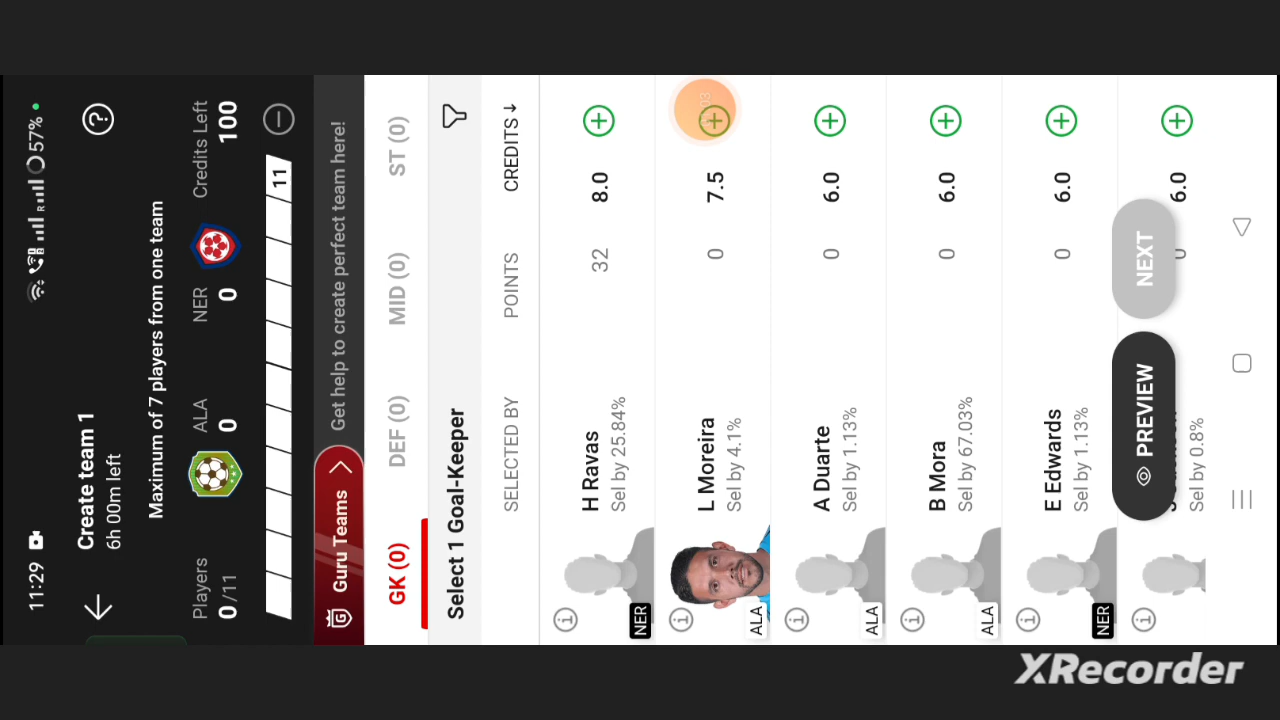 11:29
R
57%
Create team 1
6h 00m left
?
Maximum of 7 players from one team
Players
ALA
NER
Credits Left
0/11
0
0
100
11
Guru Teams
Get help to create perfect team here!
GK (0)
DEF (0)
MID (0)
ST (0)
Select 1 Goal-Keeper
SELECTED BY
POINTS
CREDITS ↓
H Ravas
Sel by 25.84%
32
8.0
NER
L Moreira
Sel by 4.1%
0
7.5
ALA
A Duarte
Sel by 1.13%
0
6.0
ALA
B Mora
Sel by 67.03%
0
6.0
ALA
E Edwards
Sel by 1.13%
0
6.0
NER
Sel by 0.8%
0
6.0
PREVIEW
NEXT
XRecorder